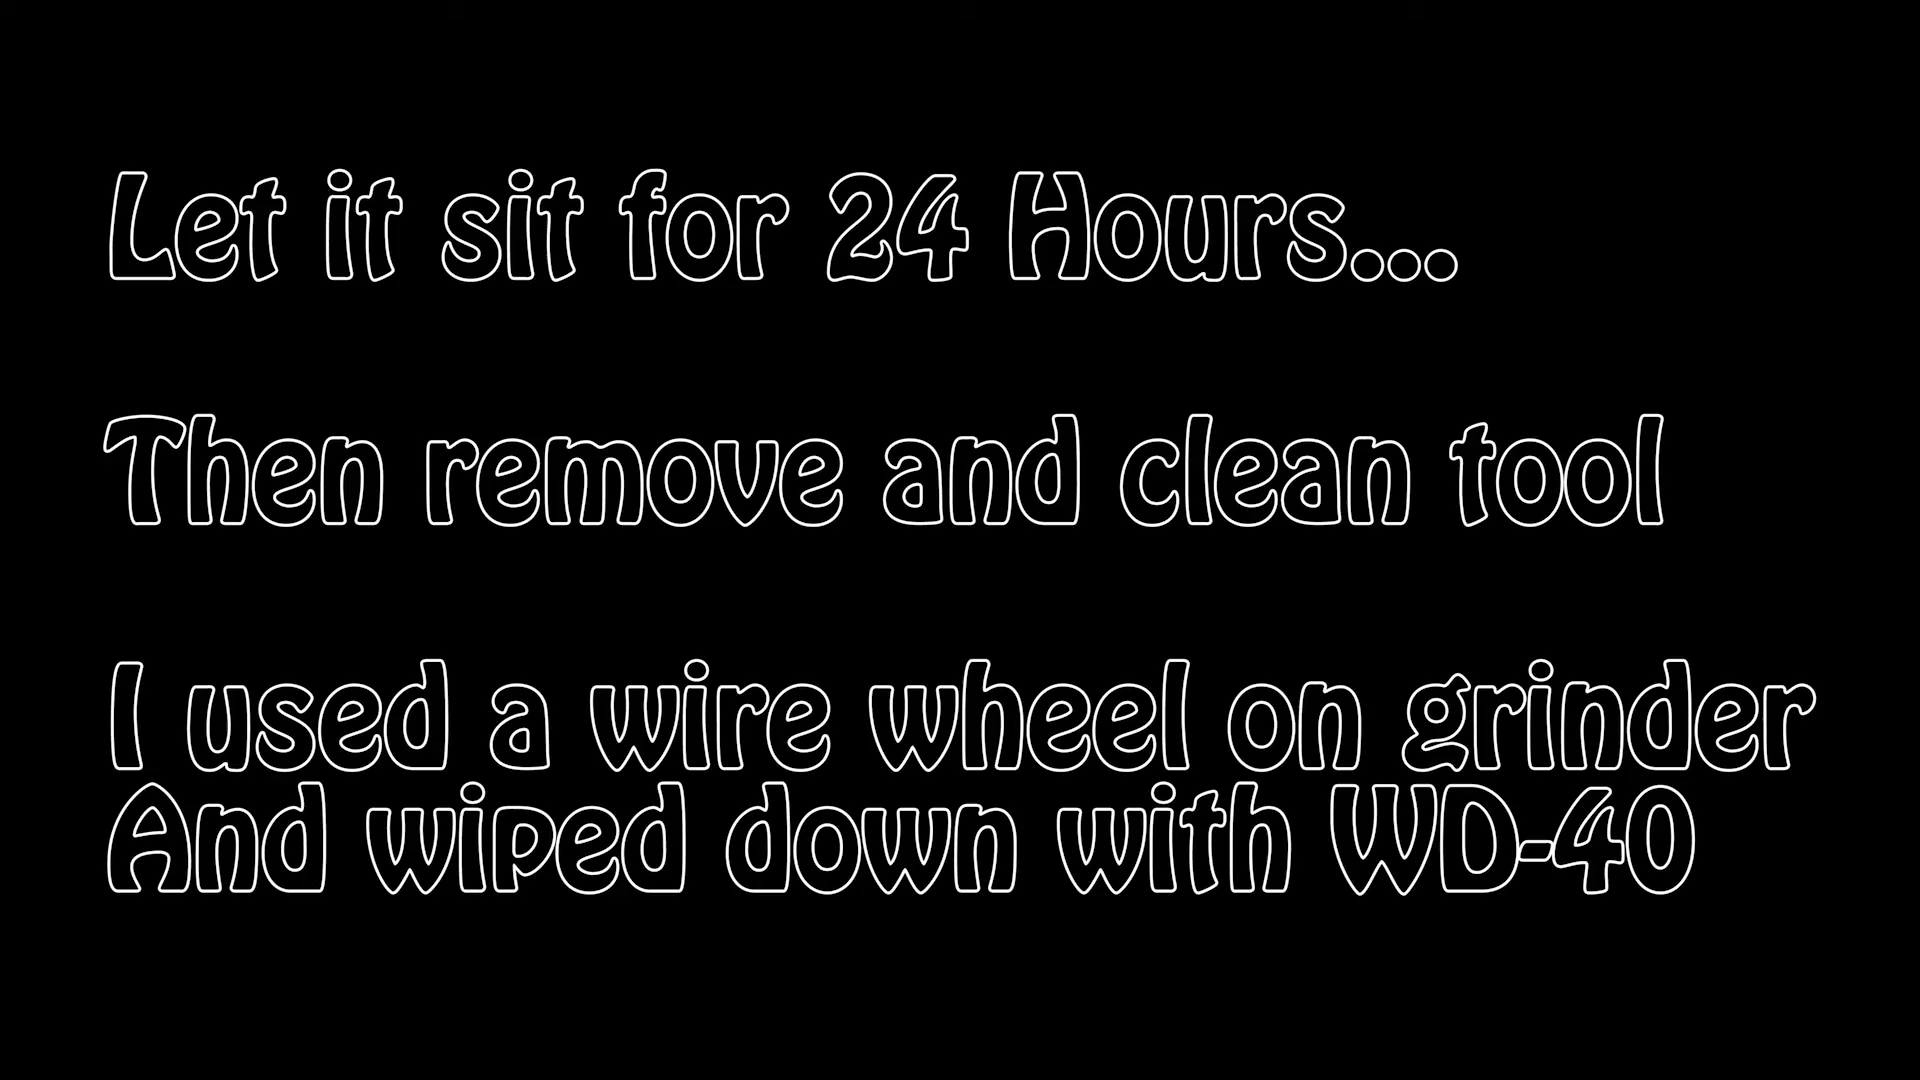 Let it sit for 24 Hours...
Then remove and clean tool
I used a wire wheel on grinder
And wiped down with WD-40